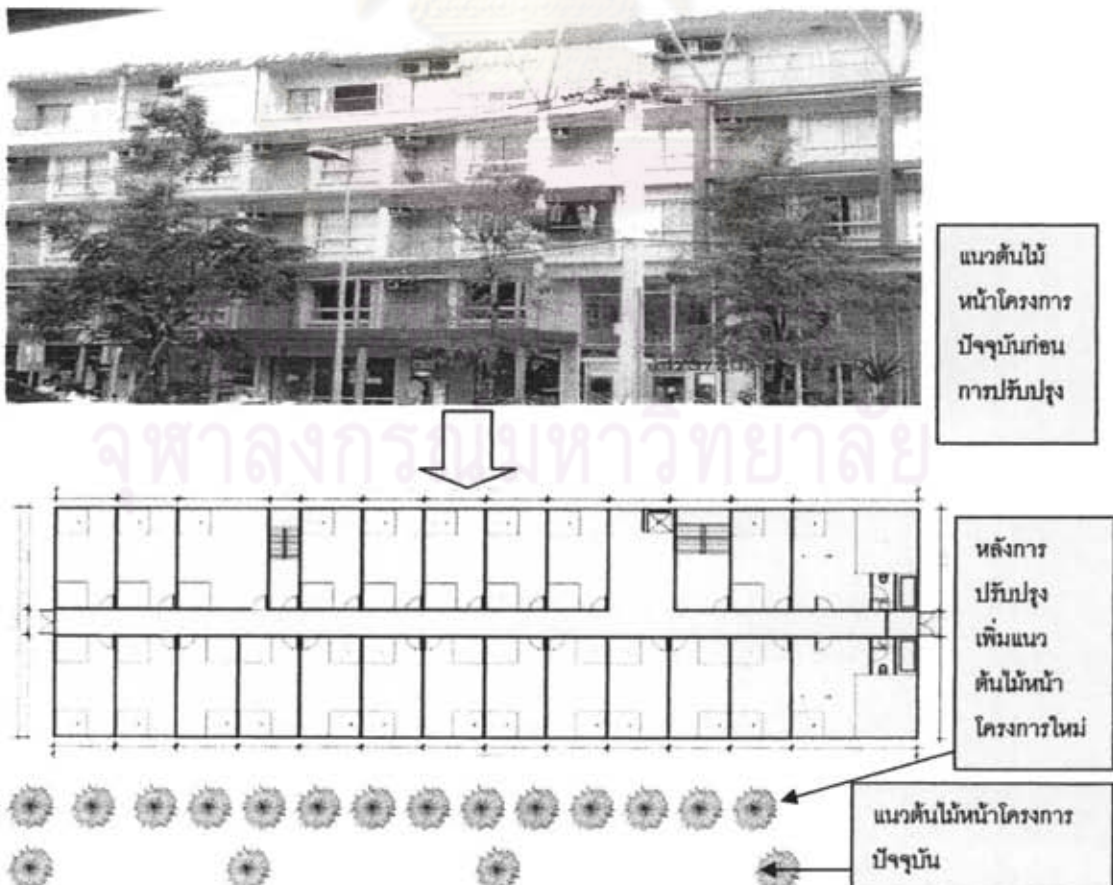 แนวต้นไม้
หน้าโครงการ
ปัจจุบันก่อน
การปรับปรุง
จุฬาลงกรณ์มหาวิทยาลัย
หลังการ
ปรับปรุง
เพิ่มแนว
ต้นไม้หน้า
โครงการใหม่
แนวต้นไม้หน้าโครงการ
ปัจจุบัน